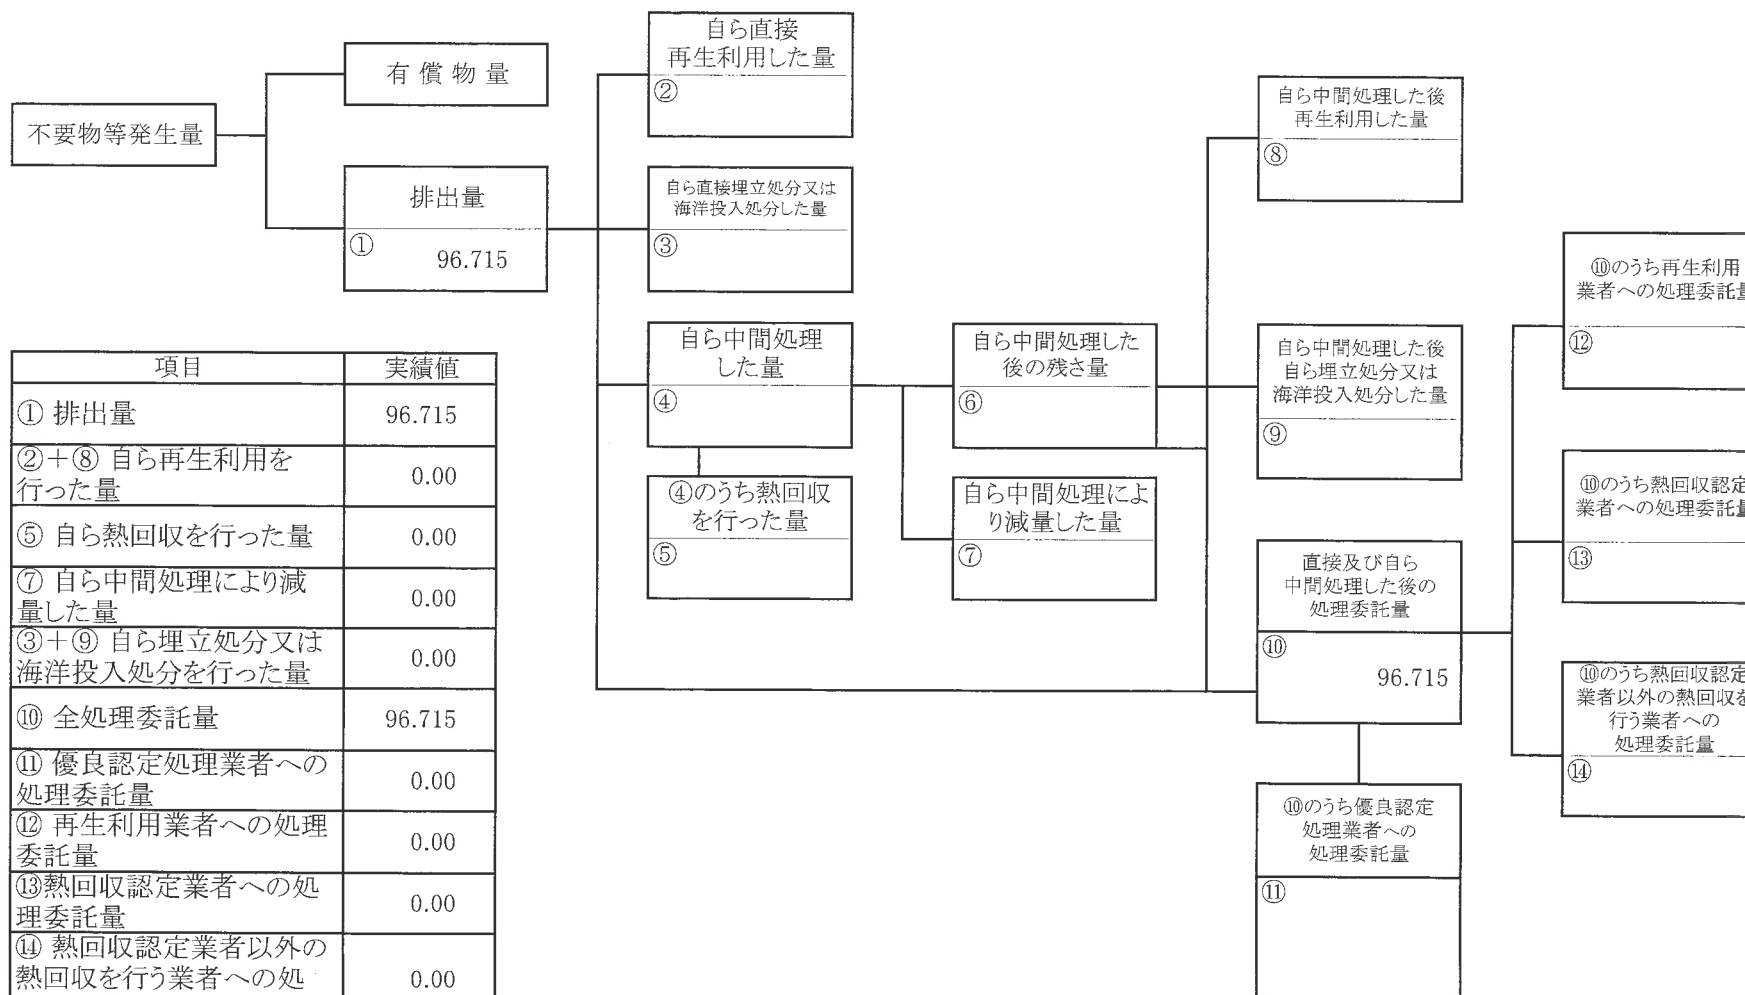 不要物等発生量
有償物量
排出量
①
96.715
自ら直接
再生利用した量
②
自ら直接埋立処分又は
海洋投入処分した量
③
自ら中間処理
した量
④
④のうち熱回収
を行った量
⑤
自ら中間処理した
後の残さ量
⑥
自ら中間処理によ
り減量した量
⑦
自ら中間処理した後
再生利用した量
⑧
自ら中間処理した後
自ら埋立処分又は
海洋投入処分した量
⑨
直接及び自ら
中間処理した後の
処理委託量
⑩
96.715
⑩のうち優良認定
処理業者への
処理委託量
⑪
⑩のうち再生利用
業者への処理委託量
⑫
⑩のうち熱回収認定
業者への処理委託量
⑬
⑩のうち熱回収認定
業者以外の熱回収を
行う業者への
処理委託量
⑭
項目 実績値
① 排出量 96.715
②+⑧ 自ら再生利用を
行った量 0.00
⑤ 自ら熱回収を行った量 0.00
⑦ 自ら中間処理により減
量した量 0.00
③+⑨ 自ら埋立処分又は
海洋投入処分を行った量 0.00
⑩ 全処理委託量 96.715
⑪ 優良認定処理業者への
処理委託量 0.00
⑫ 再生利用業者への処理
委託量 0.00
⑬熱回収認定業者への処
理委託量 0.00
⑭ 熱回収認定業者以外の
熱回収を行う業者への処 0.00